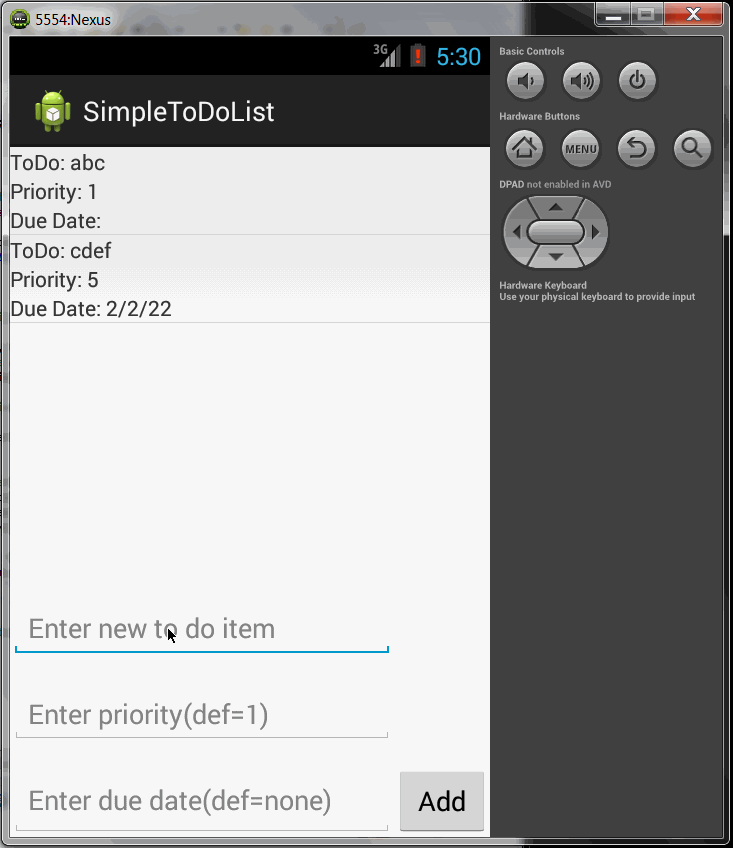 5554:Nexus
3G 5:30
SimpleToDoList
ToDo: abc
Priority: 1
Due Date:
ToDo: cdef
Priority: 5
Due Date: 2/2/22
Enter new to do item
Enter priority(def=1)
Enter due date(def=none)
Add
Basic Controls
Hardware Buttons
MENU
DPAD not enabled in AVD
Hardware Keyboard
Use your physical keyboard to provide input